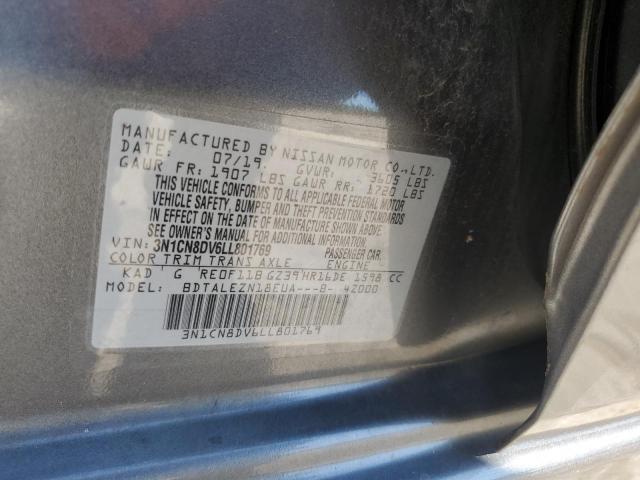 MANUFACTURED BY NISSAN MOTOR CO., LTD.
DATE: 07/19 GVWR: 3605 LBS
GAWR FR: 1907 LBS GAWR RR: 1720 LBS
THIS VEHICLE CONFORMS TO ALL APPLICABLE FEDERAL MOTOR
VEHICLE SAFETY, BUMPER AND THEFT PREVENTION STANDARDS
IN EFFECT ON THE DATE OF MANUFACTURE SHOWN ABOVE.
SEE OWNER'S MANUAL FOR ADDITIONAL INFORMATION
VIN: 3N1CN8DV6LL801769 PASSENGER CAR.
COLOR TRIM TRANS AXLE ENGINE
KAD G RE0F11B GZ39 HR16DE 1598 CC
MODEL: BDTALEZN18EUA---B- 4Z000
3N1CN8DV6LL801769